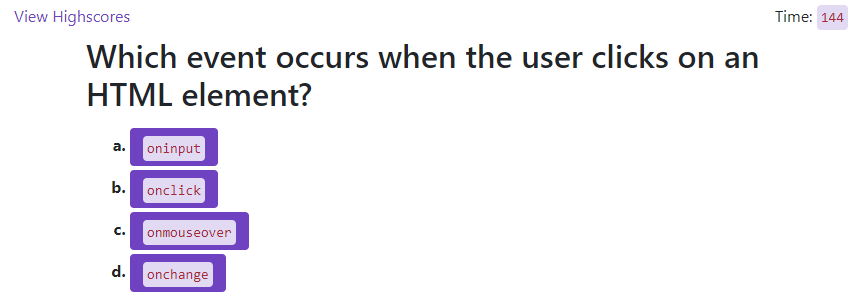 View Highscores Time: 144
Which event occurs when the user clicks on an
HTML element?
a. oninput
b. onclick
c. onmouseover
d. onchange